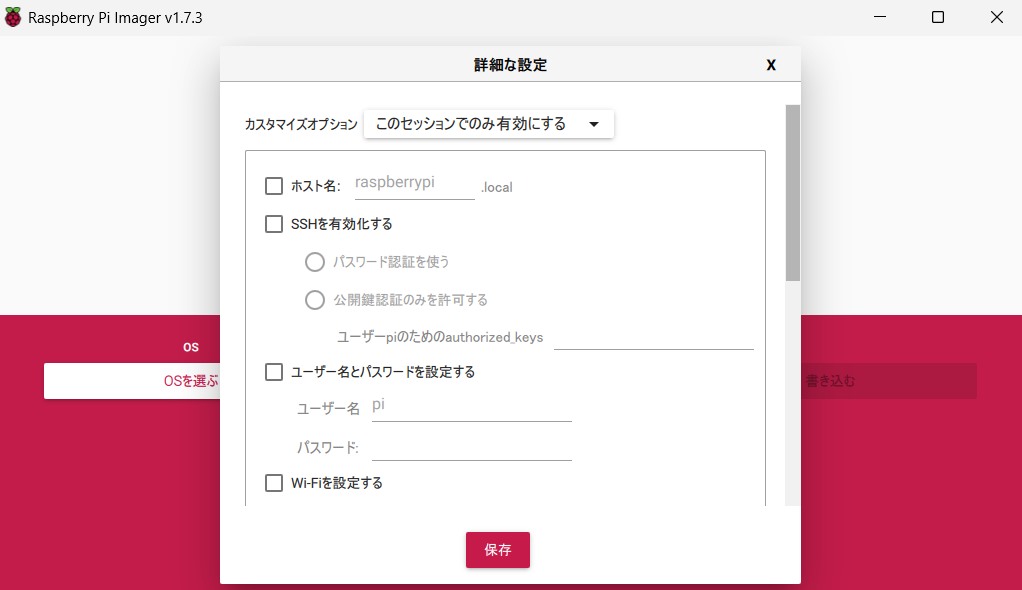 Raspberry Pi Imager v1.7.3
詳細な設定
X
カスタマイズオプション このセッションでのみ有効にする
ホスト名: raspberrypi .local
SSHを有効化する
パスワード認証を使う
公開鍵認証のみを許可する
ユーザーpiのためのauthorized_keys
OS
ユーザー名とパスワードを設定する
OSを選ぶ
書き込む
ユーザー名 pi
パスワード:
Wi-Fiを設定する
保存